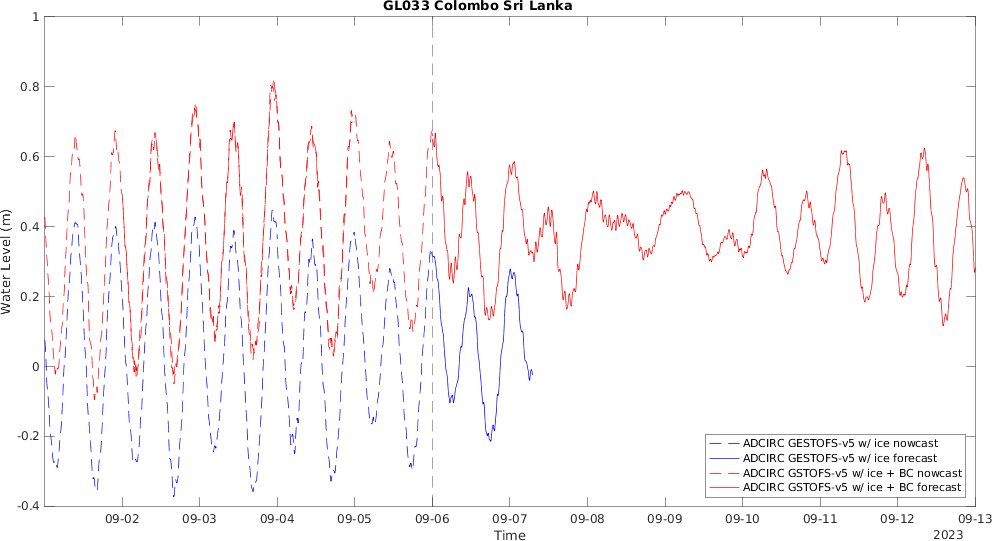 GL033 Colombo Sri Lanka
1
0.8
0.6
0.4
0.2
0
-0.2
-0.4
Water Level (m)
ADCIRC GESTOFS-v5 w/ ice nowcast
ADCIRC GESTOFS-v5 w/ ice forecast
ADCIRC GSTOFS-v5 w/ ice + BC nowcast
ADCIRC GSTOFS-v5 w/ ice + BC forecast
09-02 09-03 09-04 09-05 09-06 09-07 09-08 09-09 09-10 09-11 09-12 09-13
Time
2023